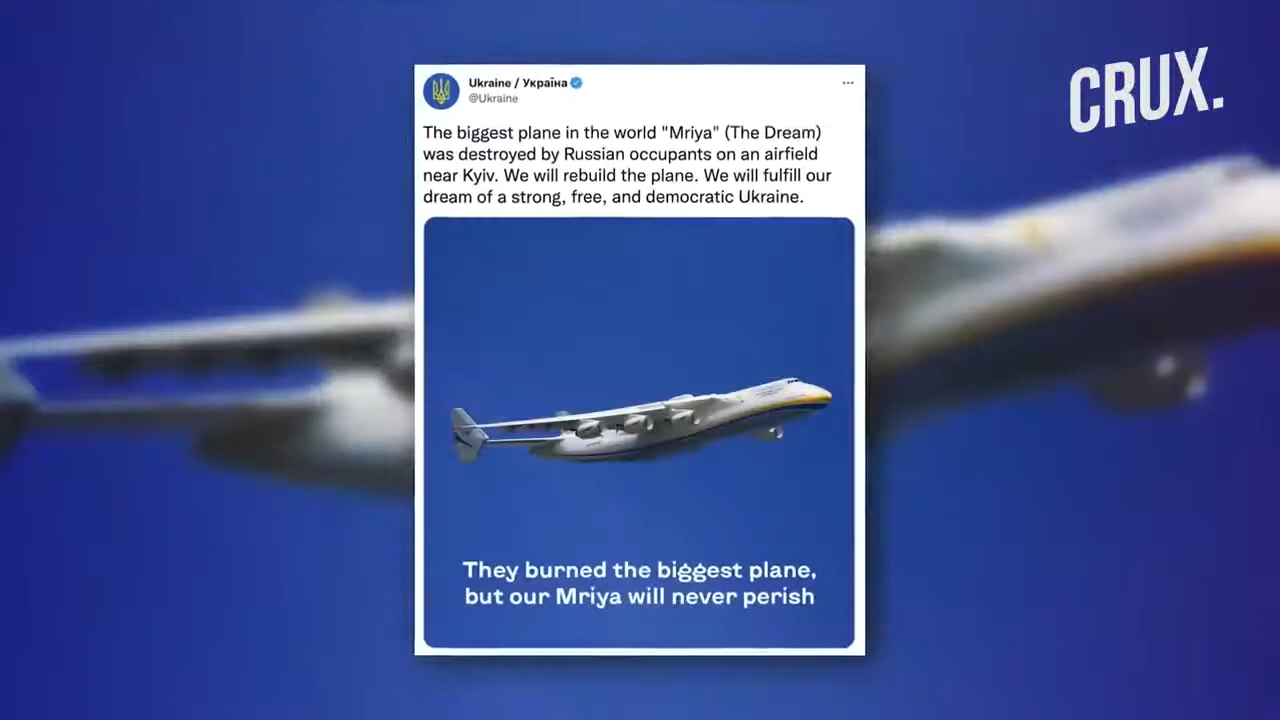 CRUX.
Ukraine / Україна
@Ukraine
The biggest plane in the world "Mriya" (The Dream)
was destroyed by Russian occupants on an airfield
near Kyiv. We will rebuild the plane. We will fulfill our
dream of a strong, free, and democratic Ukraine.
They burned the biggest plane,
but our Mriya will never perish